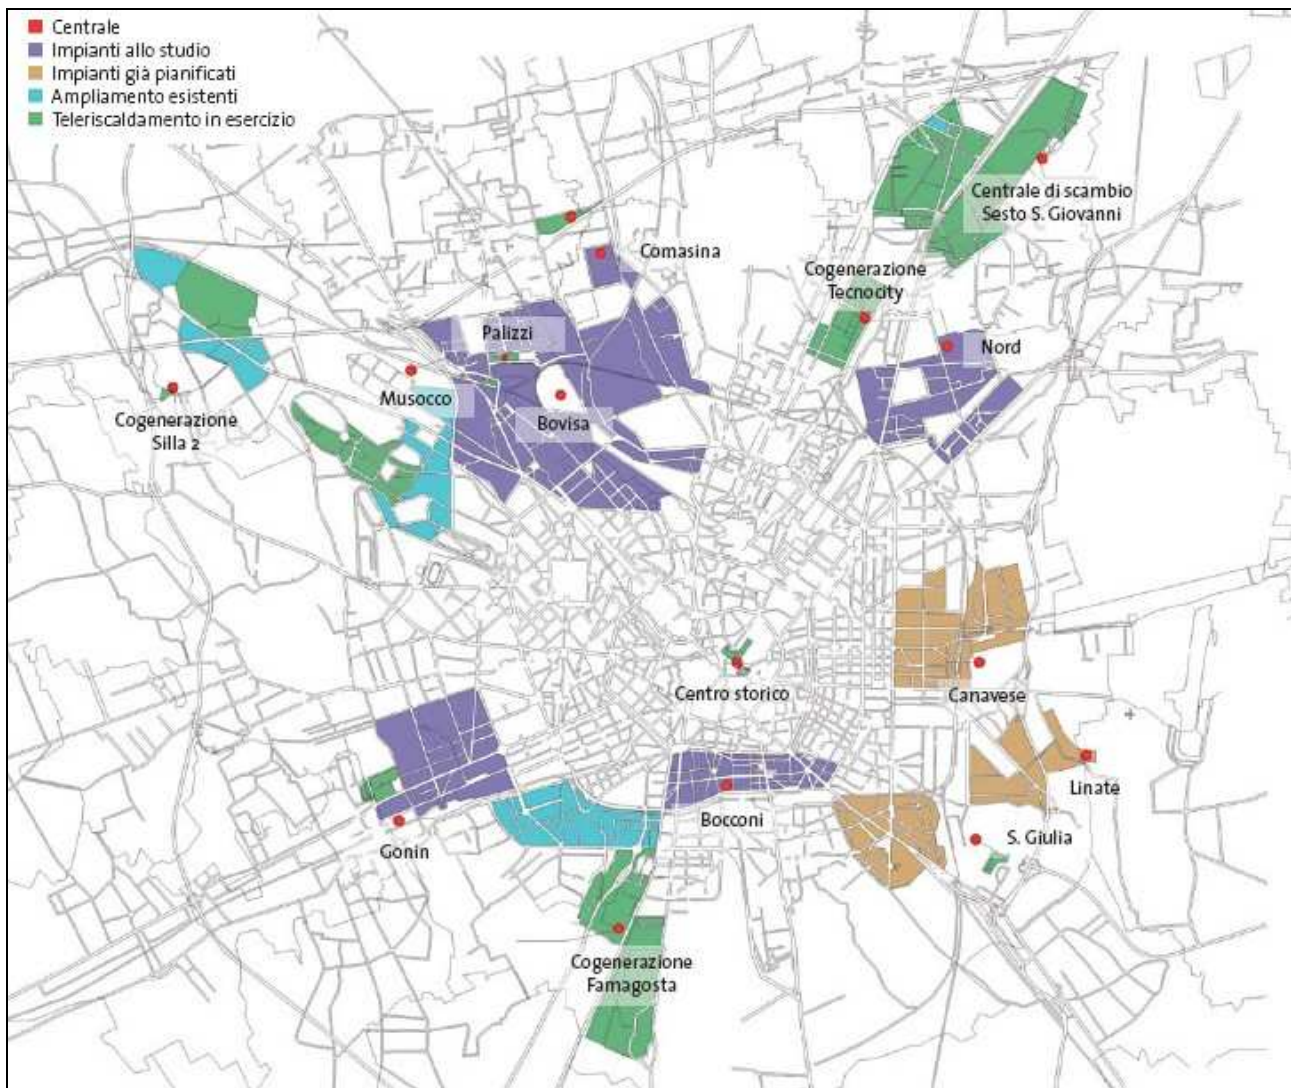 Centrale
Impianti allo studio
Impianti già pianificati
Ampliamento esistenti
Teleriscaldamento in esercizio
Centrale di scambio
Sesto S. Giovanni
Comasina
Cogenerazione
Tecnocity
Palizzi
Nord
Musocco
Bovisa
Cogenerazione
Silla 2
Centro storico
Canavese
Linate
Bocconi
S. Giulia
Gonin
Cogenerazione
Famagosta